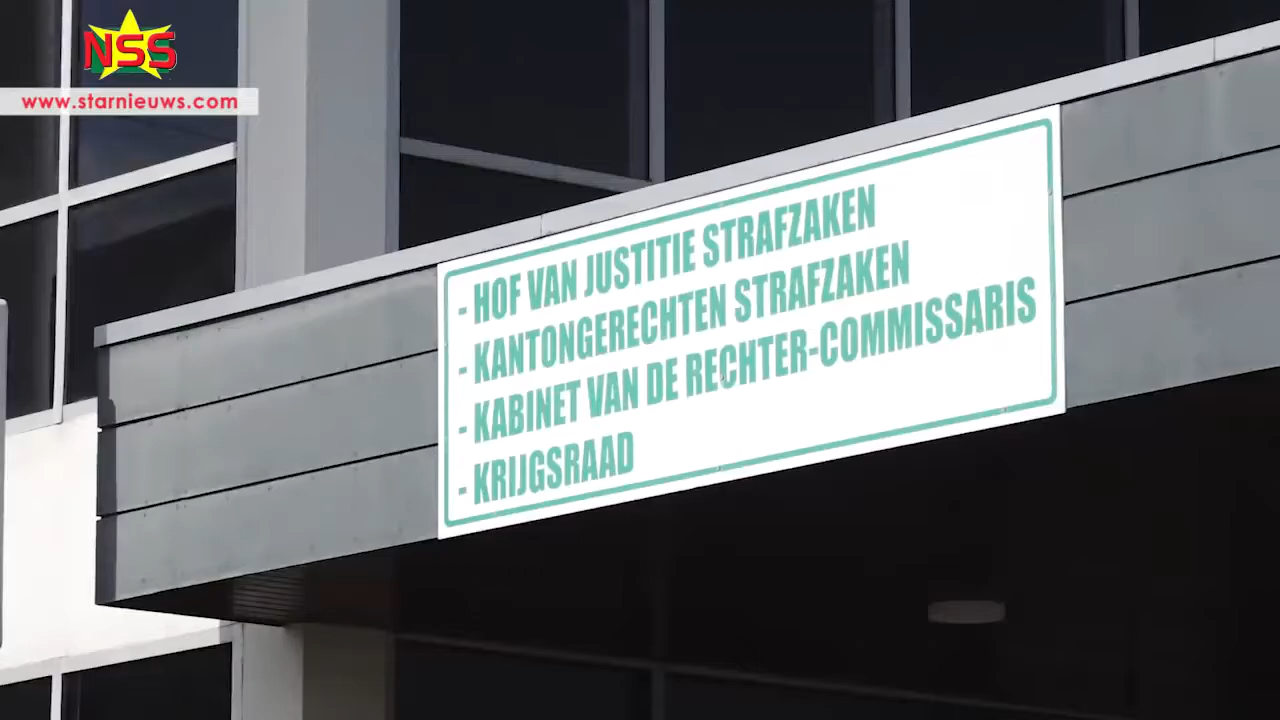 NSS
www.starnieuws.com
- HOF VAN JUSTITIE STRAFZAKEN
- KANTONGERECHTEN STRAFZAKEN
- KABINET VAN DE RECHTER-COMMISSARIS
- KRIJGSRAAD